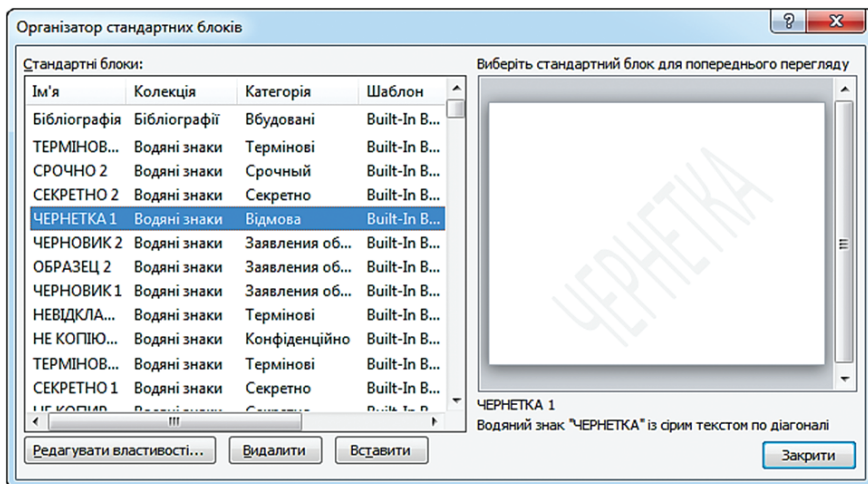 Організатор стандартних блоків
Стандартні блоки:
Виберіть стандартний блок для попереднього перегляду
Ім'я Колекція Категорія Шаблон
Бібліографія Бібліографії Вбудовані Built-In B...
ТЕРМІНОВ... Водяні знаки Термінові Built-In B...
СРОЧНО 2 Водяні знаки Срочный Built-In B...
СЕКРЕТНО 2 Водяні знаки Секретно Built-In B...
ЧЕРНЕТКА 1 Водяні знаки Відмова Built-In B...
ЧЕРНОВИК 2 Водяні знаки Заявления об... Built-In B...
ОБРАЗЕЦ 2 Водяні знаки Заявления об... Built-In B...
ЧЕРНОВИК 1 Водяні знаки Заявления об... Built-In B...
НЕВІДКЛА... Водяні знаки Термінові Built-In B...
НЕ КОПІЮ... Водяні знаки Конфіденційно Built-In B...
ТЕРМІНОВ... Водяні знаки Термінові Built-In B...
СЕКРЕТНО 1 Водяні знаки Секретно Built-In B...
ЧЕРНЕТКА
ЧЕРНЕТКА 1
Водяний знак "ЧЕРНЕТКА" із сірим текстом по діагоналі
Редагувати властивості... Видалити Вставити
Закрити